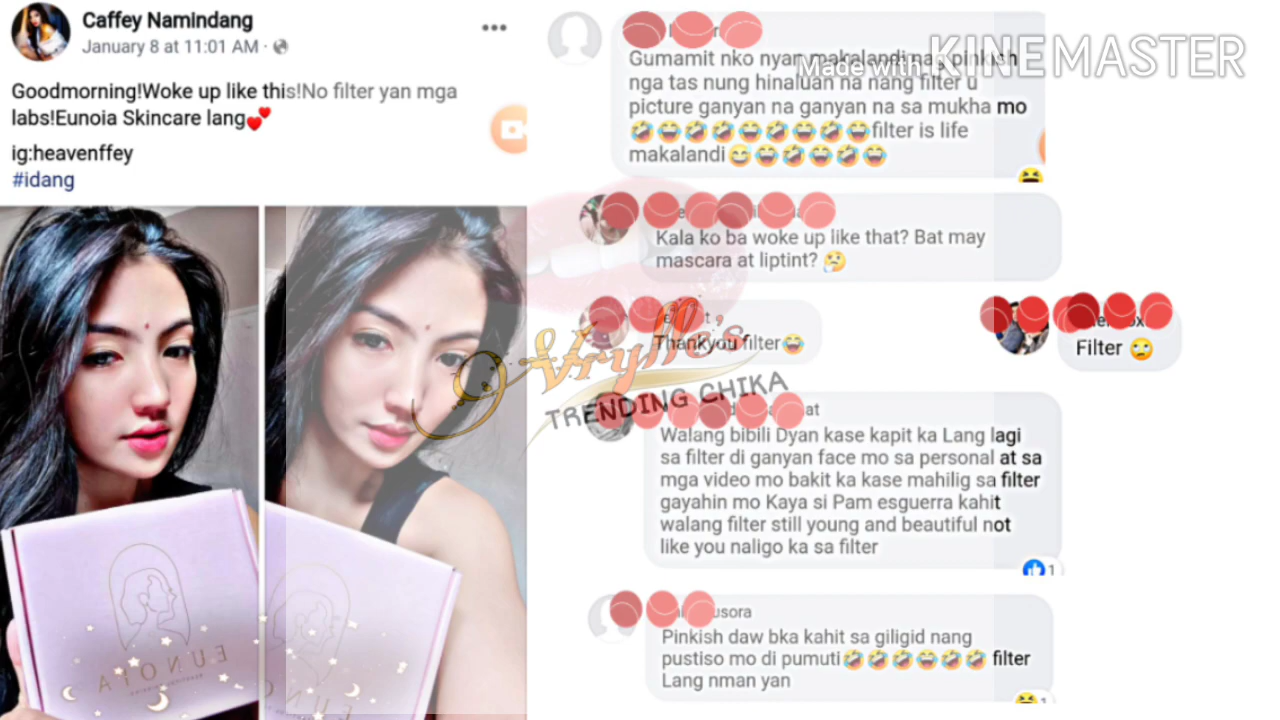 Caffey Namindang
January 8 at 11:01 AM ·
Goodmorning!Woke up like this!No filter yan mga
labs!Eunoia Skincare lang💕
ig:heavenffey
#idang
EUNOIA
Made with KINEMASTER
Gumamit nko nyan makalandi nag pinkish
nga tas nung hinaluan na nang filter u
picture ganyan na ganyan na sa mukha mo
🤣😂🤣🤣😂🤣😂🤣😂filter is life
makalandi😅😂🤣😂🤣😂
Kala ko ba woke up like that? Bat may
mascara at liptint? 🤔
Thankyou filter😂
Filter 🙄
Vrylle's
TRENDING CHIKA
Walang bibili Dyan kase kapit ka Lang lagi
sa filter di ganyan face mo sa personal at sa
mga video mo bakit ka kase mahilig sa filter
gayahin mo Kaya si Pam esguerra kahit
walang filter still young and beautiful not
like you naligo ka sa filter
1
Pinkish daw bka kahit sa giligid nang
pustiso mo di pumuti🤣🤣🤣😂🤣🤣 filter
Lang nman yan
1